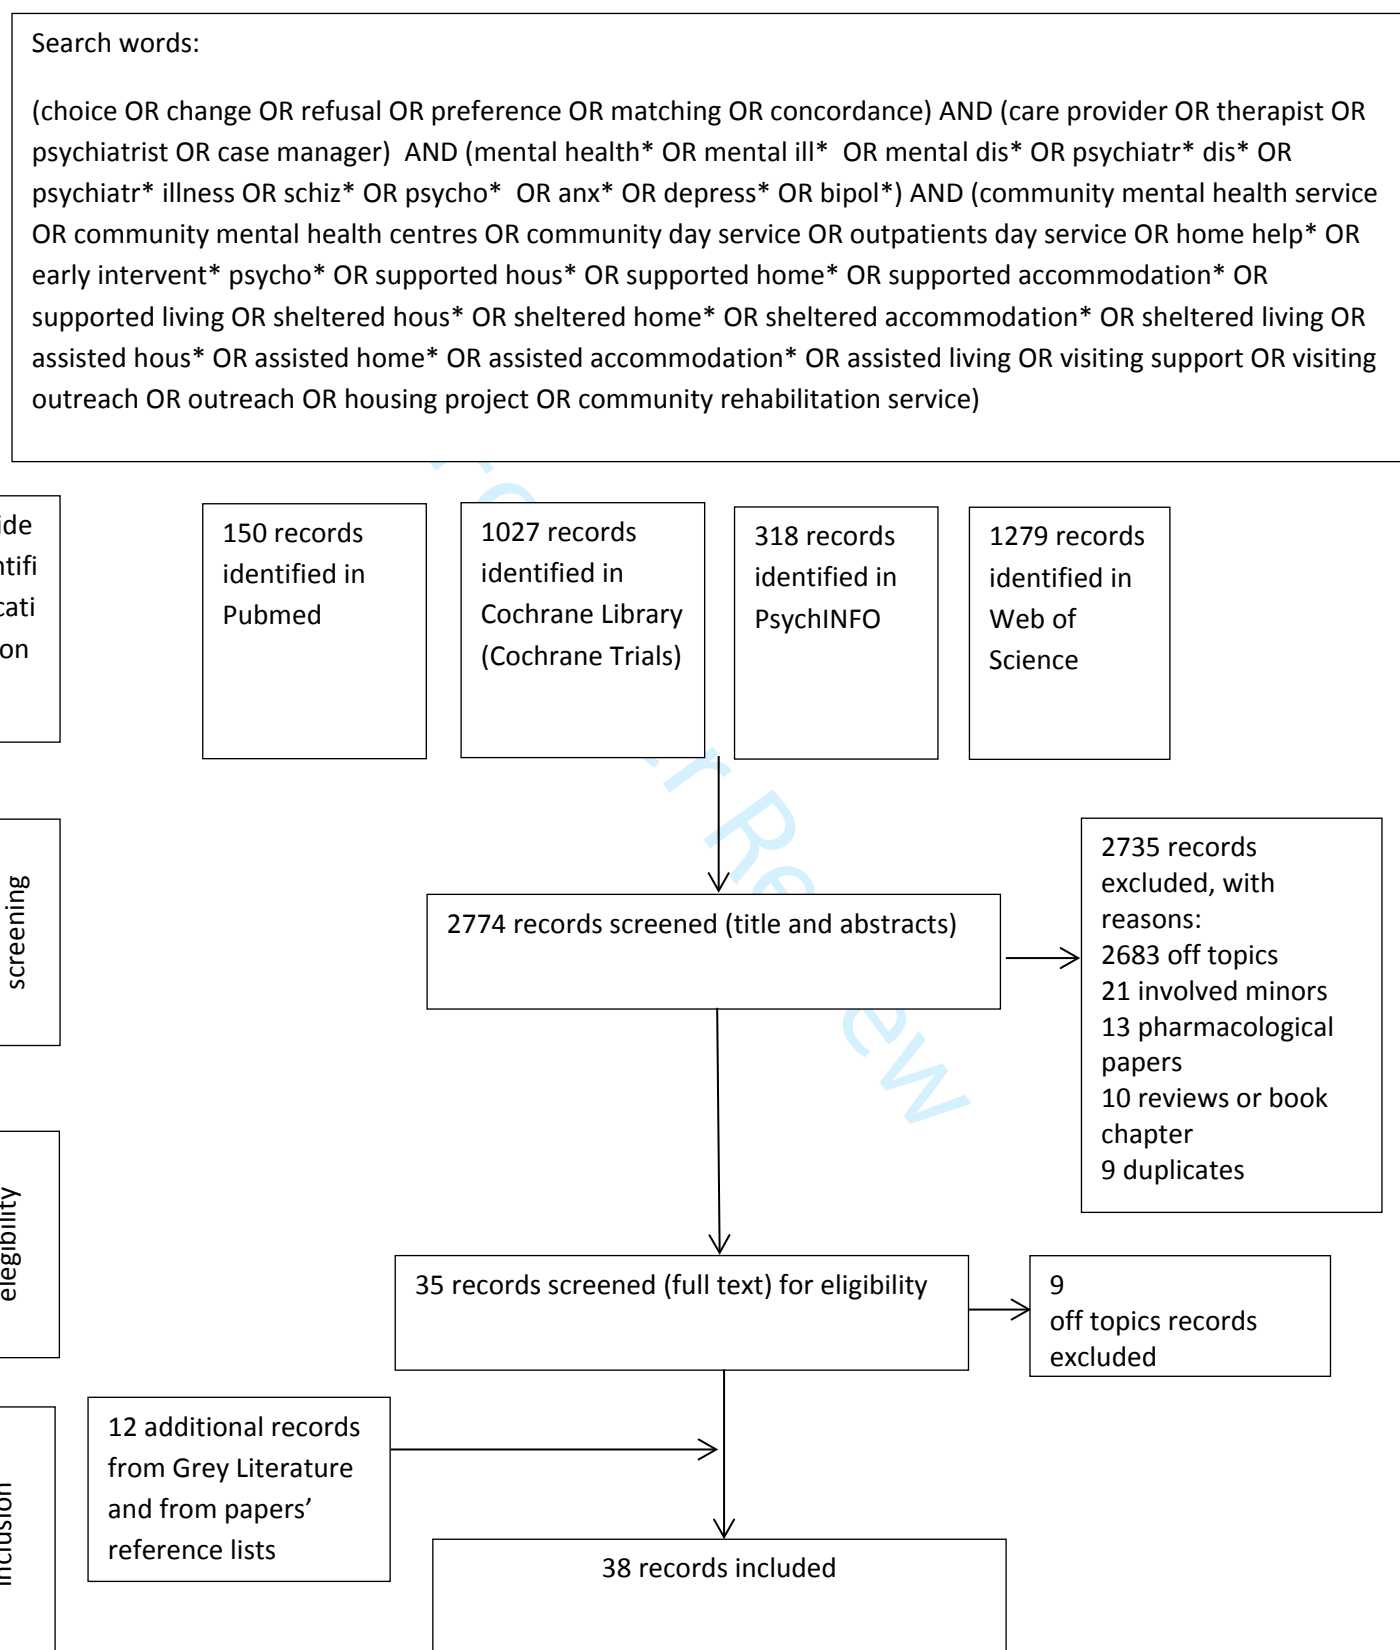 Search words:
(choice OR change OR refusal OR preference OR matching OR concordance) AND (care provider OR therapist OR
psychiatrist OR case manager)  AND (mental health* OR mental ill*  OR mental dis* OR psychiatr* dis* OR
psychiatr* illness OR schiz* OR psycho*  OR anx* OR depress* OR bipol*) AND (community mental health service
OR community mental health centres OR community day service OR outpatients day service OR home help* OR
early intervent* psycho* OR supported hous* OR supported home* OR supported accommodation* OR
supported living OR sheltered hous* OR sheltered home* OR sheltered accommodation* OR sheltered living OR
assisted hous* OR assisted home* OR assisted accommodation* OR assisted living OR visiting support OR visiting
outreach OR outreach OR housing project OR community rehabilitation service)
ide
ntifi
cati
on
150 records
identified in
Pubmed
1027 records
identified in
Cochrane Library
(Cochrane Trials)
318 records
identified in
PsychINFO
1279 records
identified in
Web of
Science
screening
2774 records screened (title and abstracts)
2735 records
excluded, with
reasons:
2683 off topics
21 involved minors
13 pharmacological
papers
10 reviews or book
chapter
9 duplicates
elegibility
35 records screened (full text) for eligibility
9
off topics records
excluded
inclusion
12 additional records
from Grey Literature
and from papers’
reference lists
38 records included
Review